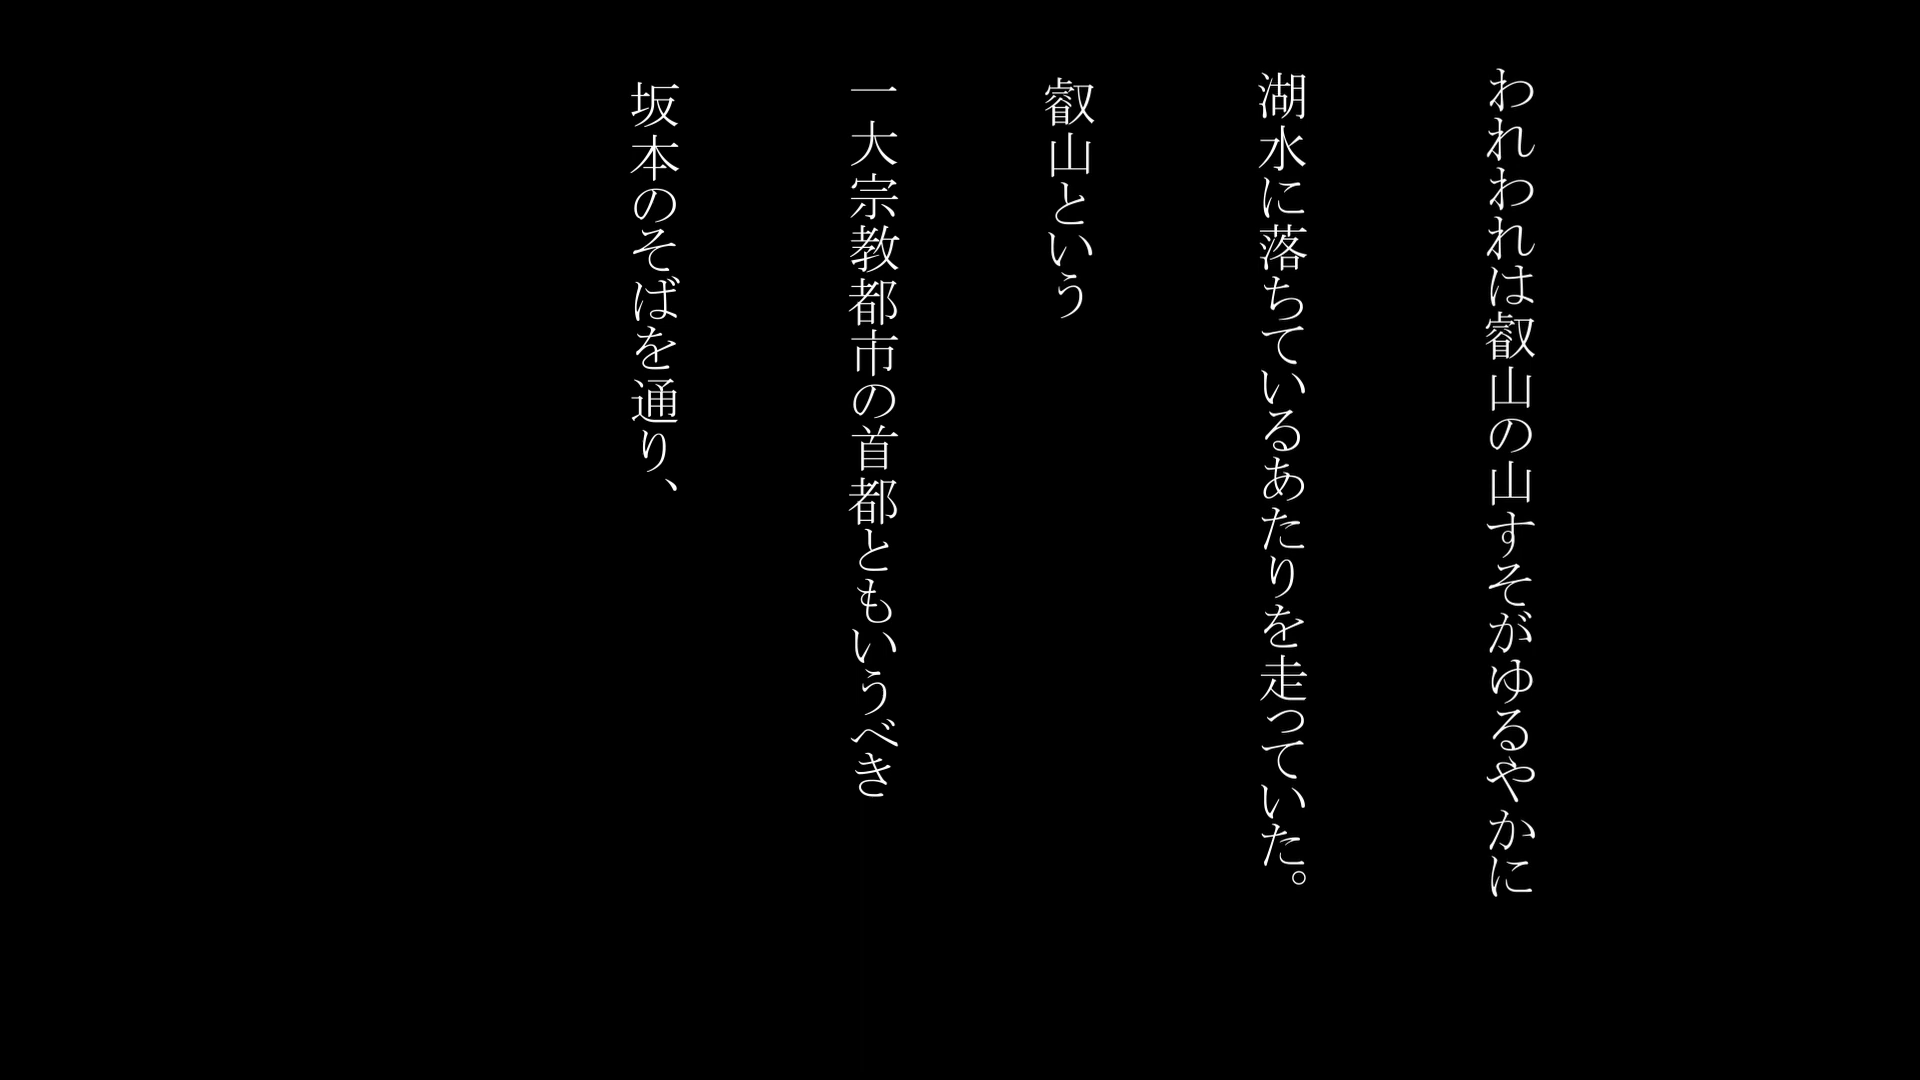 われわれは叡山の山すそがゆるやかに
湖水に落ちているあたりを走っていた。
叡山という
一大宗教都市の首都ともいうべき
坂本のそばを通り、